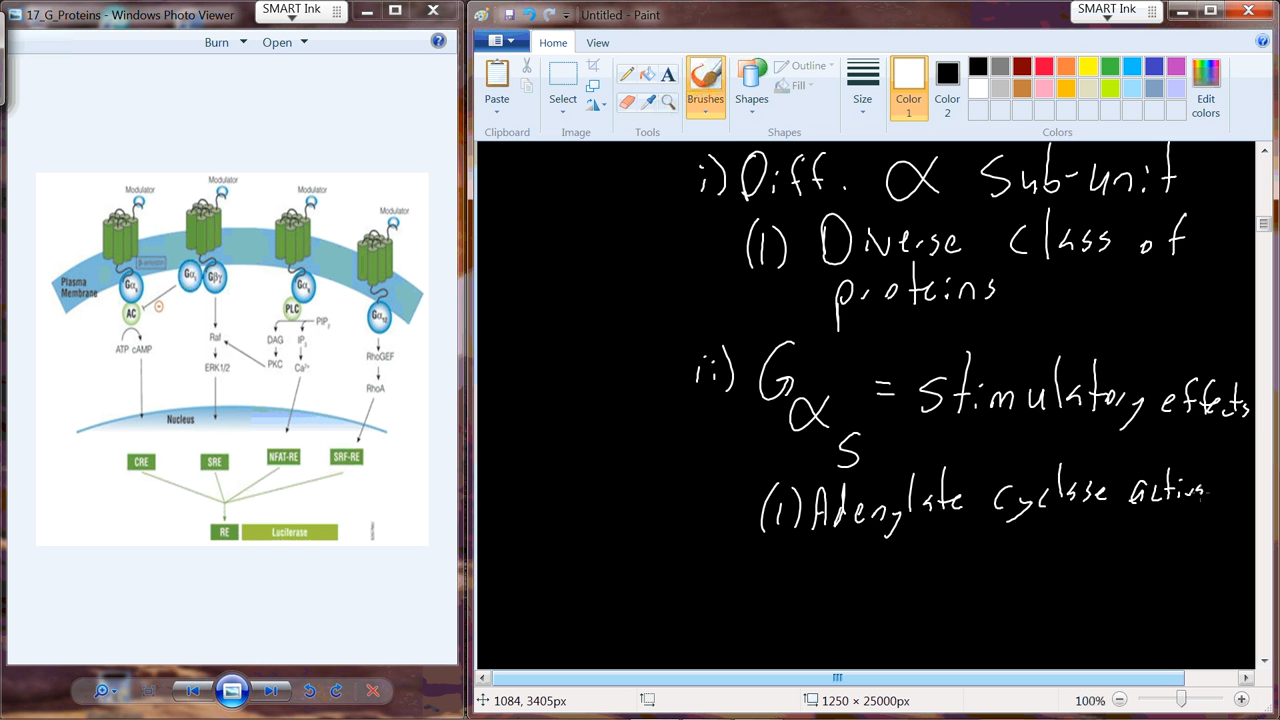 17_G_Proteins - Windows Photo Viewer
SMART Ink
Burn
Open
Modulator
Modulator
Modulator
Modulator
Plasma
Membrane
Gαs
Gαi
Gβγ
Gαq
Gα12
AC
PLC
PIP2
ATP cAMP
Raf
DAG
IP3
RhoGEF
ERK1/2
PKC
Ca2+
RhoA
Nucleus
CRE
SRE
NFAT-RE
SRF-RE
RE
Luciferase
Untitled - Paint
SMART Ink
Home
View
Paste
Select
Brushes
Shapes
Outline
Fill
Size
Color
1
Color
2
Edit
colors
Clipboard
Image
Tools
Shapes
Colors
i) Diff. α Sub-unit
(1) Diverse class of
proteins
ii) Gαs = Stimulatory effects
(1) Adenylate cyclase activa
1084, 3405px
1250 × 25000px
100%